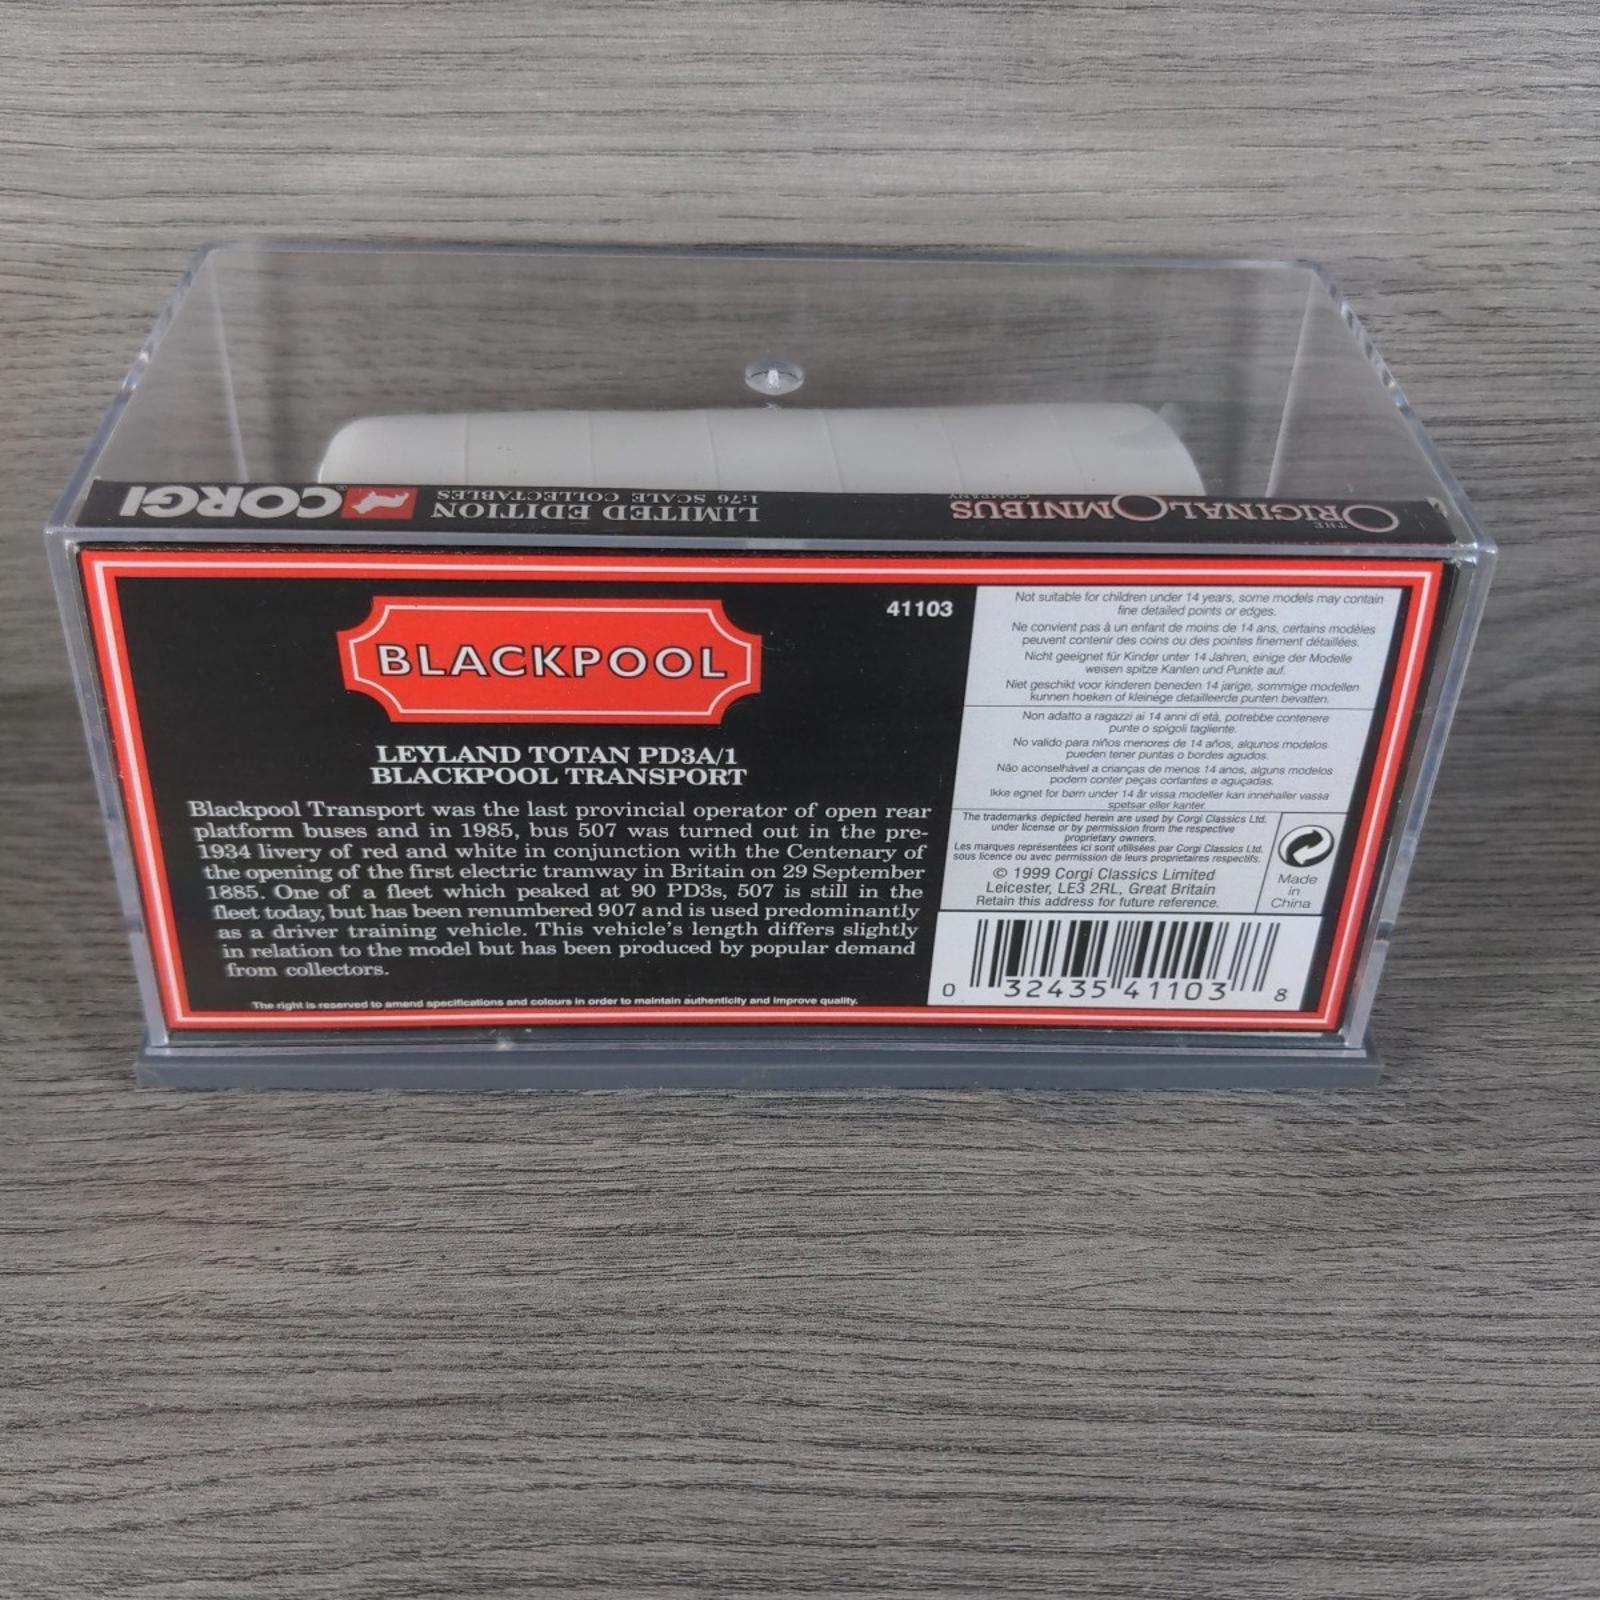 CORGI
LIMITED EDITION
1:76 SCALE COLLECTABLES
THE ORIGINAL OMNIBUS
COMPANY
BLACKPOOL
41103
LEYLAND TOTAN PD3A/1
BLACKPOOL TRANSPORT
Blackpool Transport was the last provincial operator of open rear
platform buses and in 1985, bus 507 was turned out in the pre-
1934 livery of red and white in conjunction with the Centenary of
the opening of the first electric tramway in Britain on 29 September
1885. One of a fleet which peaked at 90 PD3s, 507 is still in the
fleet today, but has been renumbered 907 and is used predominantly
as a driver training vehicle. This vehicle's length differs slightly
in relation to the model but has been produced by popular demand
from collectors.
The right is reserved to amend specifications and colours in order to maintain authenticity and improve quality.
Not suitable for children under 14 years, some models may contain
fine detailed points or edges.
Ne convient pas à un enfant de moins de 14 ans, certains modèles
peuvent contenir des coins ou des pointes finement détaillées.
Nicht geeignet für Kinder unter 14 Jahren, einige der Modelle
weisen spitze Kanten und Punkte auf.
Niet geschikt voor kinderen beneden 14 jarige, sommige modellen
kunnen hoeken of kleinege detailleerde punten bevatten.
Non adatto a ragazzi ai 14 anni di età, potrebbe contenere
punte o spigoli tagliente.
No valido para niños menores de 14 años, algunos modelos
pueden tener puntas o bordes agudos.
Não aconselhável a crianças de menos 14 anos, alguns modelos
podem conter peças cortantes e aguçadas.
Ikke egnet for børn under 14 år vissa modeller kan innehaller vassa
spetsar eller kanter.
The trademarks depicted herein are used by Corgi Classics Ltd.
under license or by permission from the respective
proprietary owners.
Les marques représentées ici sont utilisées par Corgi Classics Ltd.
sous licence ou avec permission de leurs proprietaires respectifs.
© 1999 Corgi Classics Limited
Leicester, LE3 2RL, Great Britain
Retain this address for future reference.
Made
in
China
0 32435 41103 8